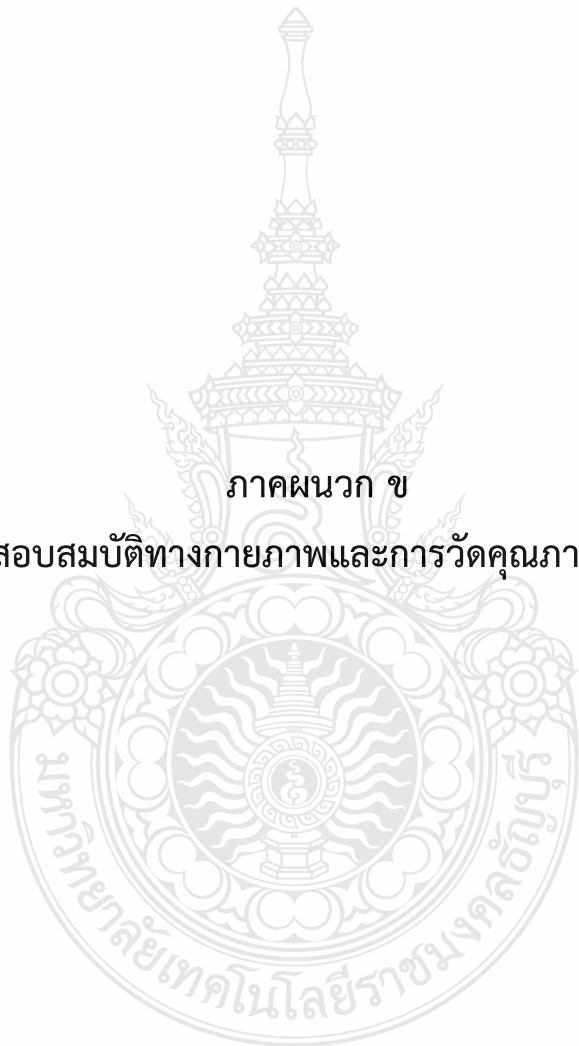 ภาคผนวก ข
สอบสมบัติทางกายภาพและการวัดคุณภา
มหาวิทยาลัยเทคโนโลยีราชมงคลธัญบุรี